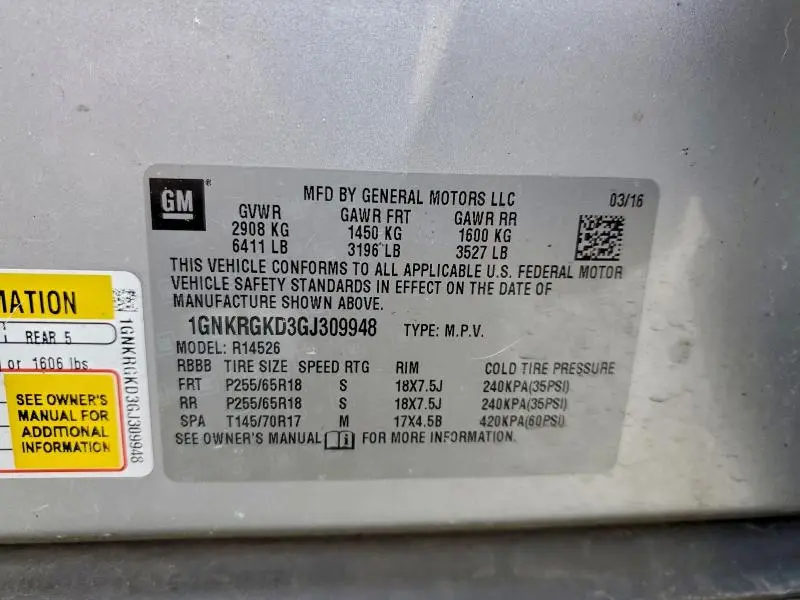 GM
MFD BY GENERAL MOTORS LLC 03/16
GVWR GAWR FRT GAWR RR
2908 KG 1450 KG 1600 KG
6411 LB 3196 LB 3527 LB
THIS VEHICLE CONFORMS TO ALL APPLICABLE U.S. FEDERAL MOTOR
VEHICLE SAFETY STANDARDS IN EFFECT ON THE DATE OF
MANUFACTURE SHOWN ABOVE.
1GNKRGKD3GJ309948 TYPE: M.P.V.
MODEL: R14526
RBBB TIRE SIZE SPEED RTG RIM COLD TIRE PRESSURE
FRT P255/65R18 S 18X7.5J 240KPA(35PSI)
RR P255/65R18 S 18X7.5J 240KPA(35PSI)
SPA T145/70R17 M 17X4.5B 420KPA(60PSI)
SEE OWNER'S MANUAL i FOR MORE INFORMATION.
MATION
REAR 5
or 1606 lbs
SEE OWNER'S
MANUAL FOR
ADDITIONAL
INFORMATION
1GNKRGKD3GJ309948